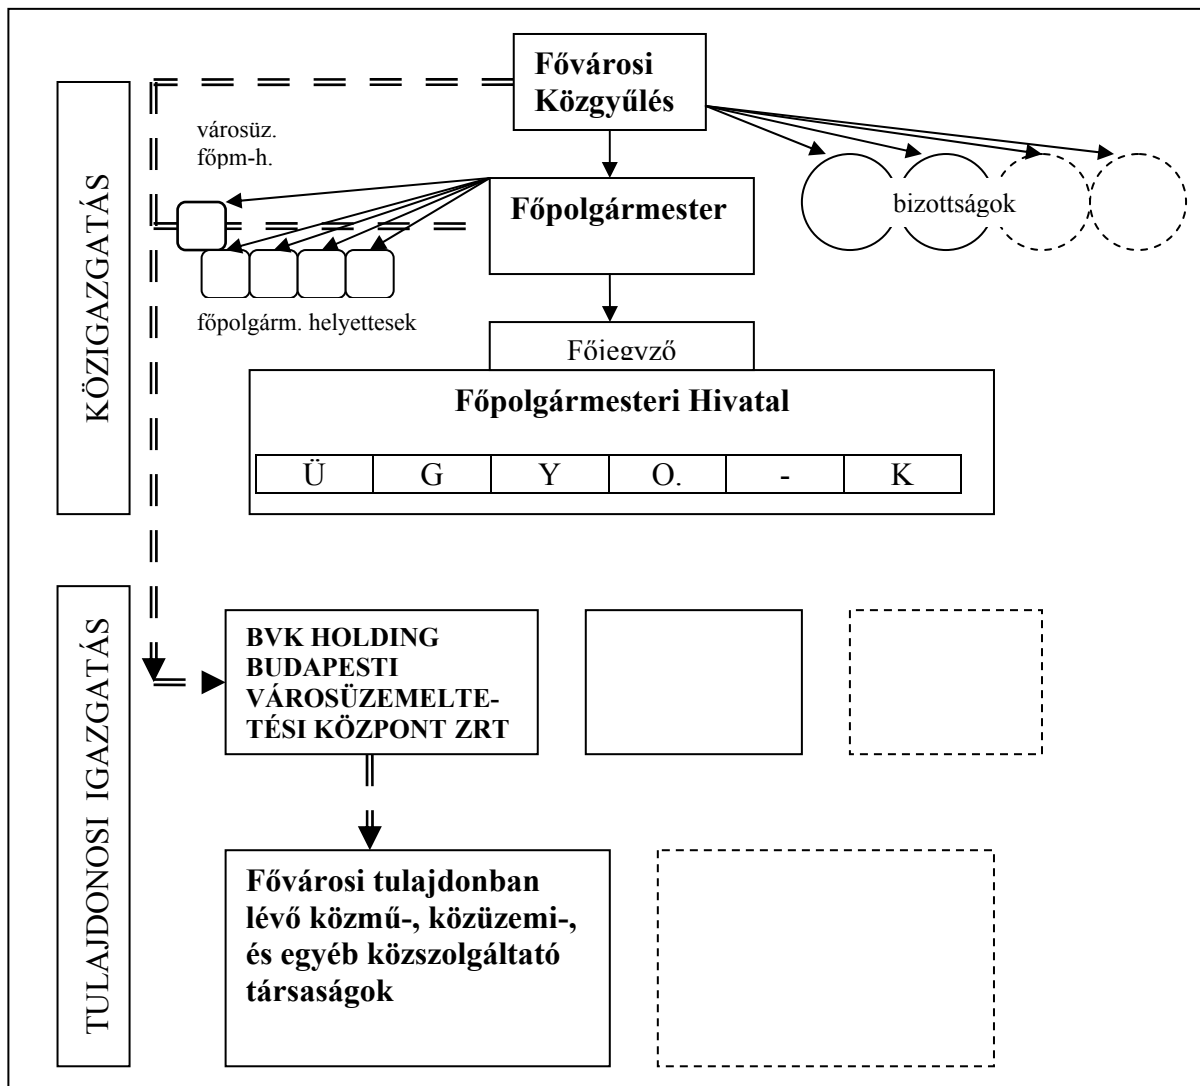 Fővárosi
Közgyűlés
városüz.
főpm-h.
KÖZIGAZGATÁS
Főpolgármester
bizottságok
főpolgárm. helyettesek
Főjegyző
Főpolgármesteri Hivatal
Ü G Y O. - K
TULAJDONOSI IGAZGATÁS
BVK HOLDING
BUDAPESTI
VÁROSÜZEMELTE-
TÉSI KÖZPONT ZRT
Fővárosi tulajdonban
lévő közmű-, közüzemi-,
és egyéb közszolgáltató
társaságok